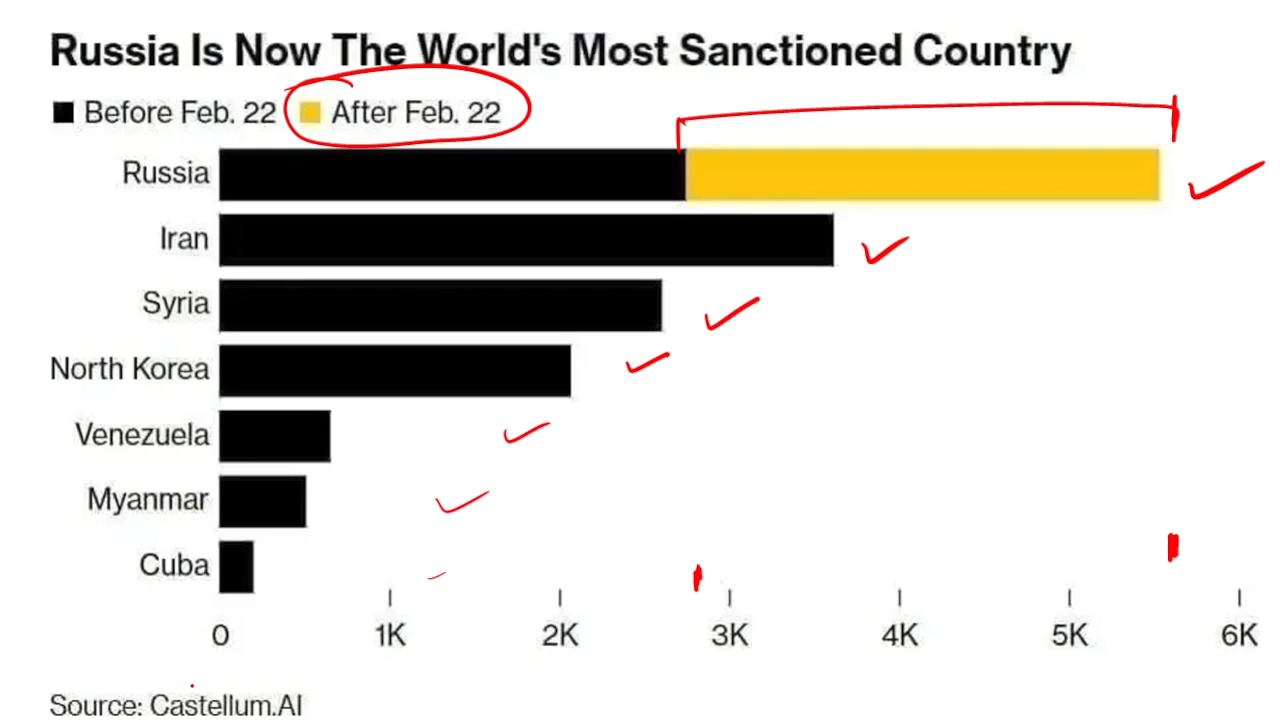 Russia Is Now The World's Most Sanctioned Country
Before Feb. 22 After Feb. 22
Russia
Iran
Syria
North Korea
Venezuela
Myanmar
Cuba
0 1K 2K 3K 4K 5K 6K
Source: Castellum.AI